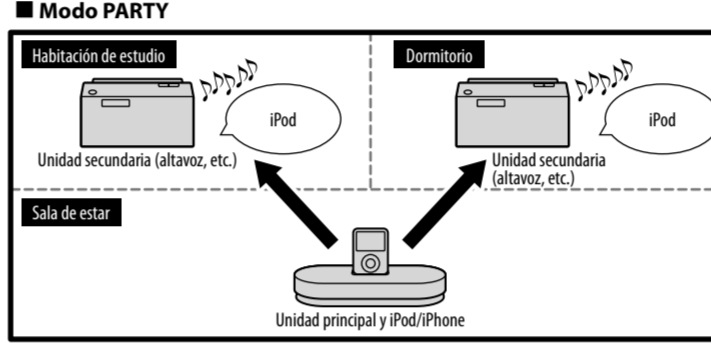 ■ Modo PARTY
Habitación de estudio
iPod
Unidad secundaria (altavoz, etc.)
Dormitorio
iPod
Unidad secundaria
(altavoz, etc.)
Sala de estar
Unidad principal y iPod/iPhone